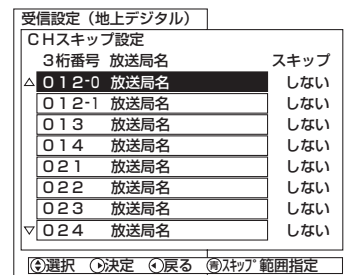 受信設定（地上デジタル）
CHスキップ設定
3桁番号 放送局名 スキップ
△ 012-0 放送局名 しない
012-1 放送局名 しない
013 放送局名 しない
014 放送局名 しない
021 放送局名 しない
022 放送局名 しない
023 放送局名 しない
▽ 024 放送局名 しない
選択 決定 戻る 青 スキップ範囲指定